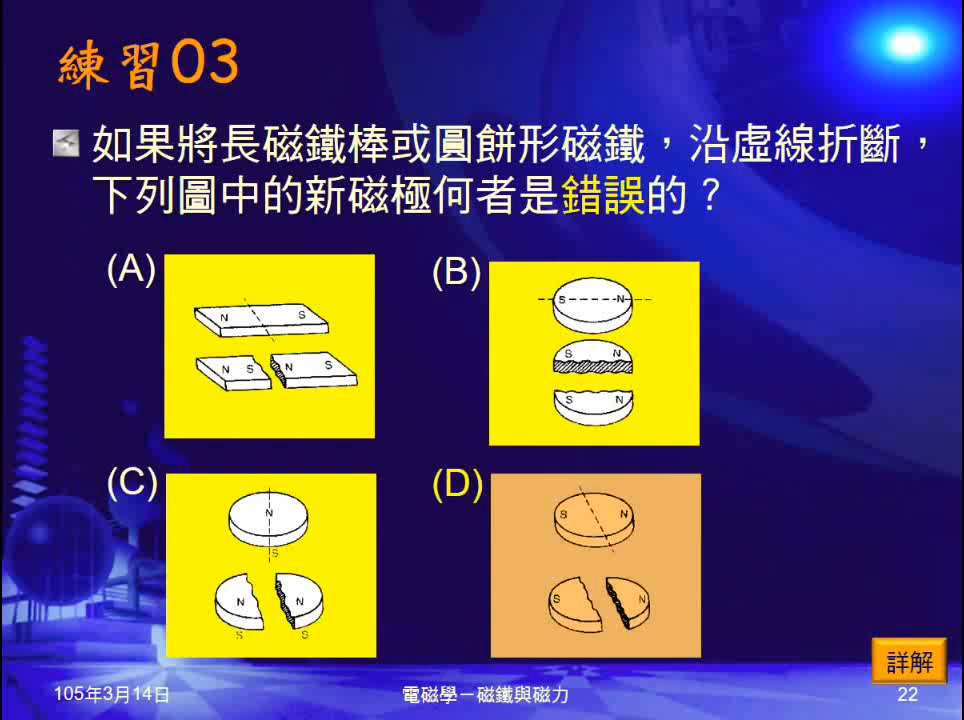 練習03
如果將長磁鐵棒或圓餅形磁鐵，沿虛線折斷，
下列圖中的新磁極何者是錯誤的？
(A)
N S
N S N S
(B)
S N
S N
S N
(C)
N
S
N N
S S
(D)
S N
S N
詳解
105年3月14日
電磁學－磁鐵與磁力
22